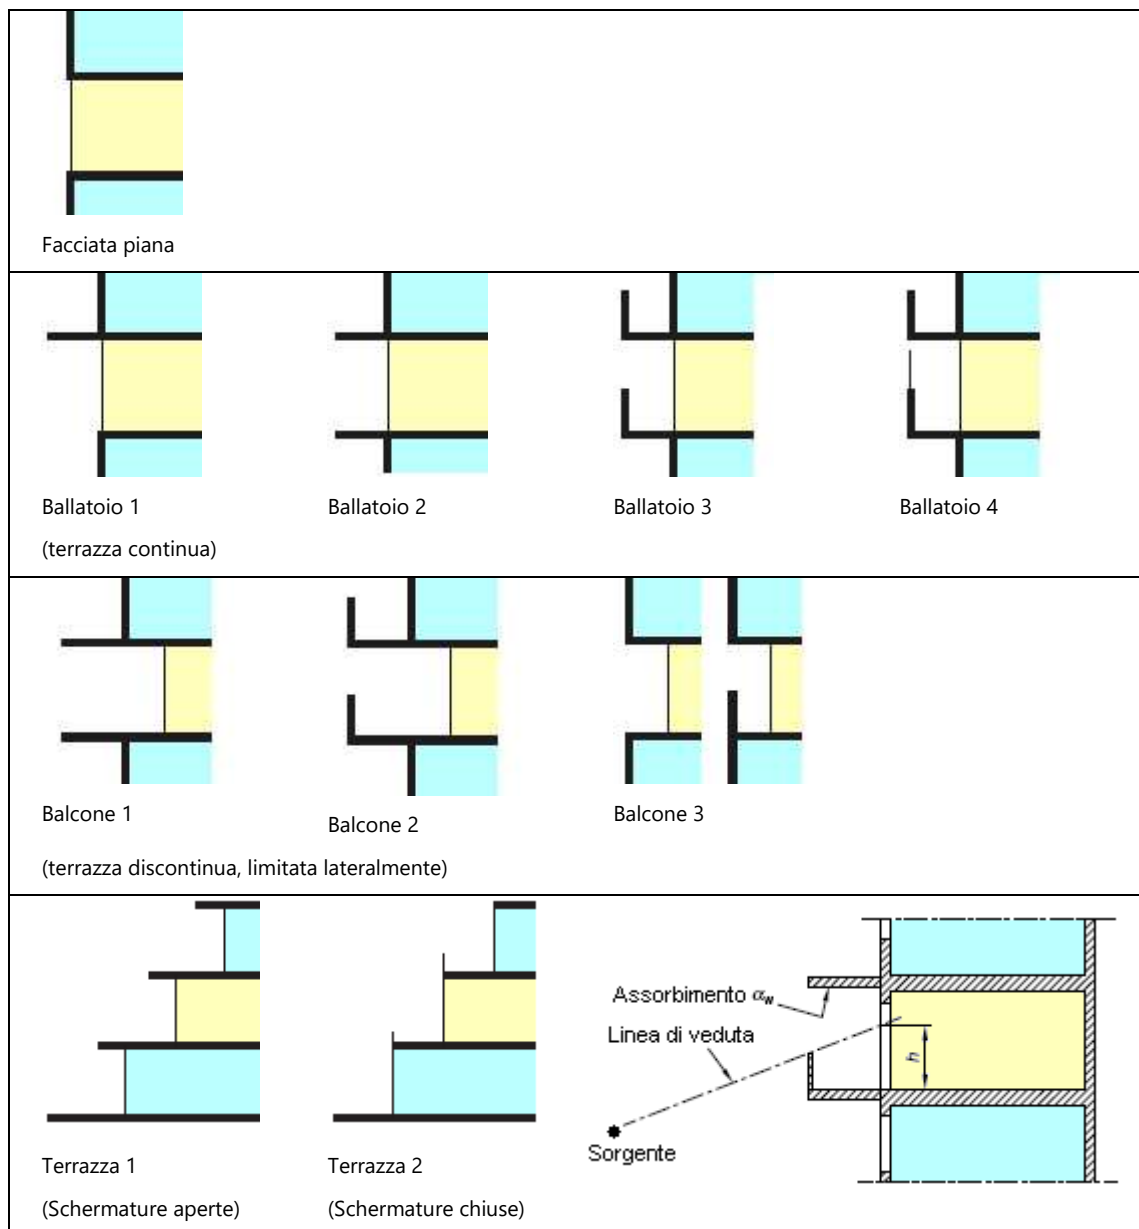 Facciata piana
Ballatoio 1
Ballatoio 2
Ballatoio 3
Ballatoio 4
(terrazza continua)
Balcone 1
Balcone 2
Balcone 3
(terrazza discontinua, limitata lateralmente)
Assorbimento αw
Linea di veduta
h
Sorgente
Terrazza 1
Terrazza 2
(Schermature aperte)
(Schermature chiuse)